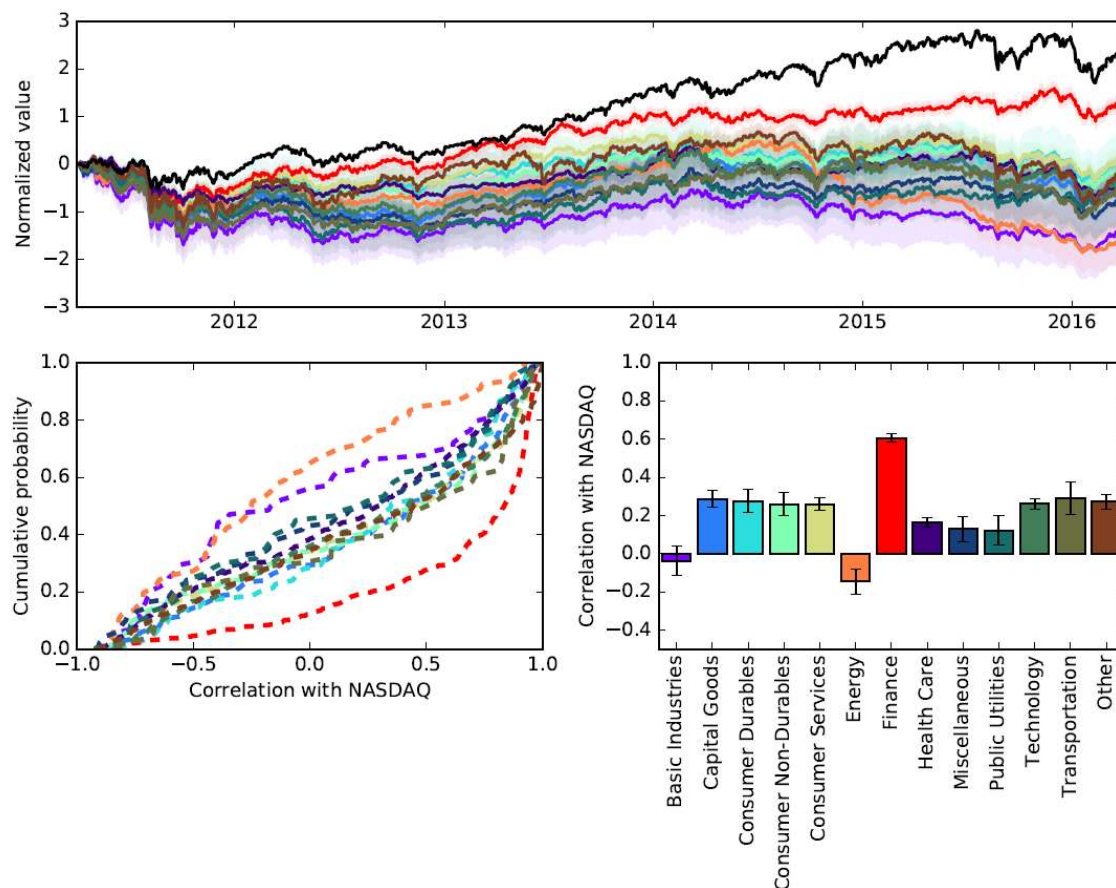 3
2
1
0
−1
−2
−3
Normalized value
2012
2013
2014
2015
2016
1.0
0.8
0.6
0.4
0.2
0.0
Cumulative probability
−1.0
−0.5
0.0
0.5
1.0
Correlation with NASDAQ
1.0
0.8
0.6
0.4
0.2
0.0
−0.2
−0.4
Correlation with NASDAQ
Basic Industries
Capital Goods
Consumer Durables
Consumer Non-Durables
Consumer Services
Energy
Finance
Health Care
Miscellaneous
Public Utilities
Technology
Transportation
Other